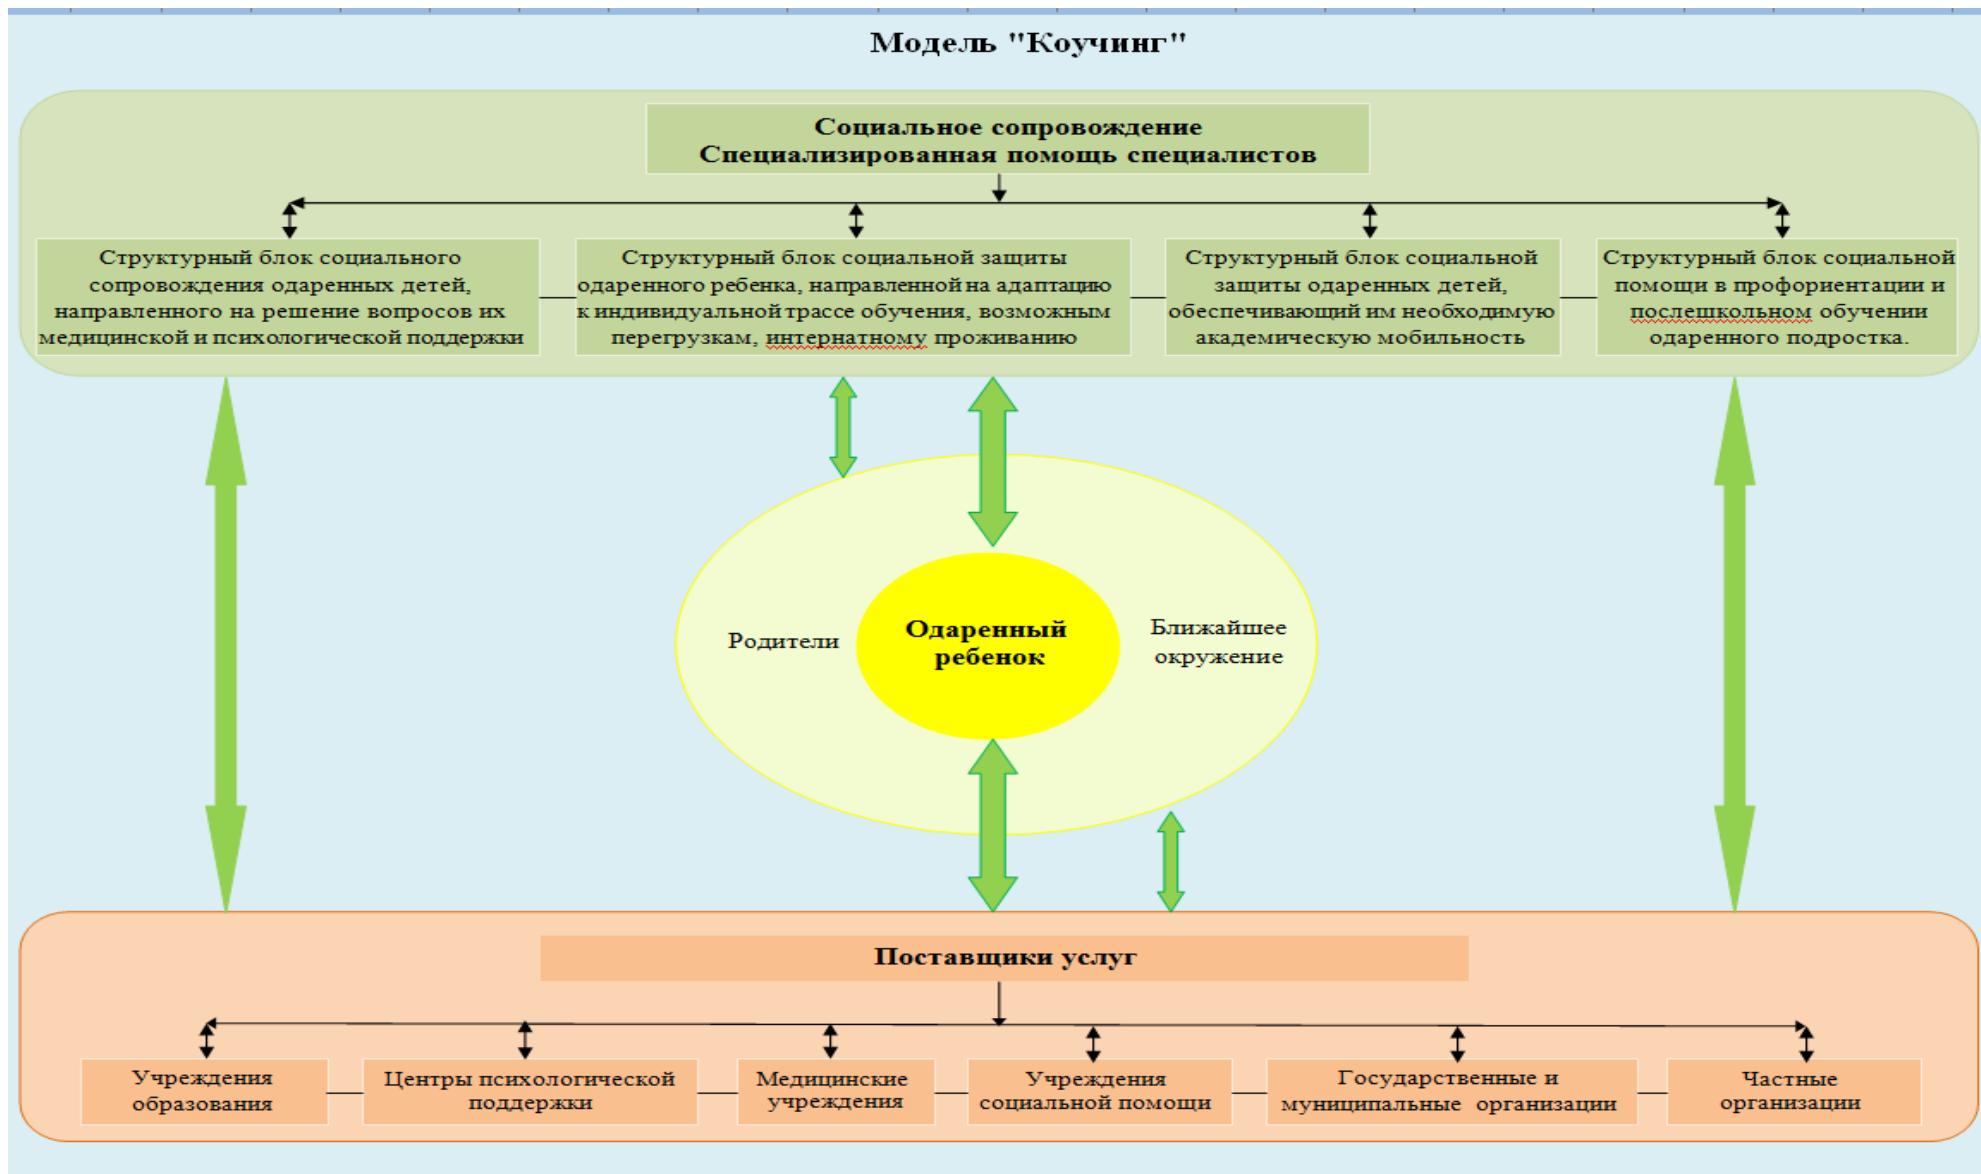 Модель "Коучинг"
Социальное сопровождение
Специализированная помощь специалистов
Структурный блок социального
сопровождения одаренных детей,
направленного на решение вопросов их
медицинской и психологической поддержки
Структурный блок социальной защиты
одаренного ребенка, направленной на адаптацию
к индивидуальной трассе обучения, возможным
перегрузкам, интернатному проживанию
Структурный блок социальной
защиты одаренных детей,
обеспечивающий им необходимую
академическую мобильность
Структурный блок социальной
помощи в профориентации и
послешкольном обучении
одаренного подростка.
Родители
Одаренный
ребенок
Ближайшее
окружение
Поставщики услуг
Учреждения
образования
Центры психологической
поддержки
Медицинские
учреждения
Учреждения
социальной помощи
Государственные и
муниципальные организации
Частные
организации